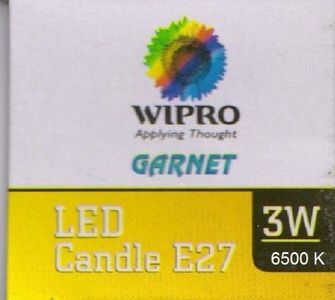 WIPRO
Applying Thought
GARNET
LED
Candle E27
3W
6500 K